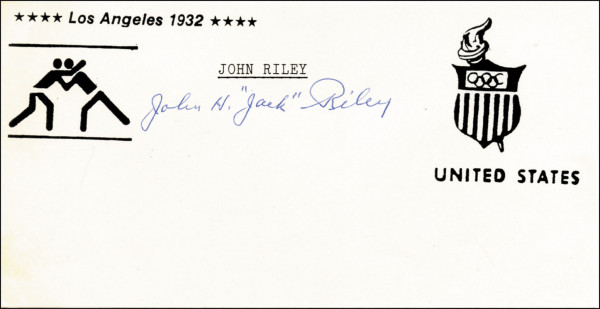 ★★★★ Los Angeles 1932 ★★★★
JOHN RILEY
John H. "Jack" Riley
UNITED STATES